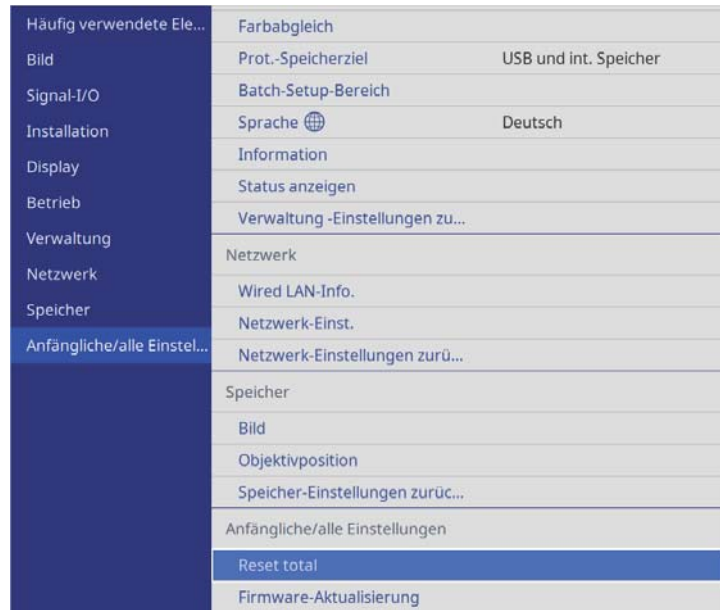 Häufig verwendete Ele...
Bild
Signal-I/O
Installation
Display
Betrieb
Verwaltung
Netzwerk
Speicher
Anfängliche/alle Einstel...
Farbabgleich
Prot.-Speicherziel USB und int. Speicher
Batch-Setup-Bereich
Sprache Deutsch
Information
Status anzeigen
Verwaltung -Einstellungen zu...
Netzwerk
Wired LAN-Info.
Netzwerk-Einst.
Netzwerk-Einstellungen zurü...
Speicher
Bild
Objektivposition
Speicher-Einstellungen zurüc...
Anfängliche/alle Einstellungen
Reset total
Firmware-Aktualisierung